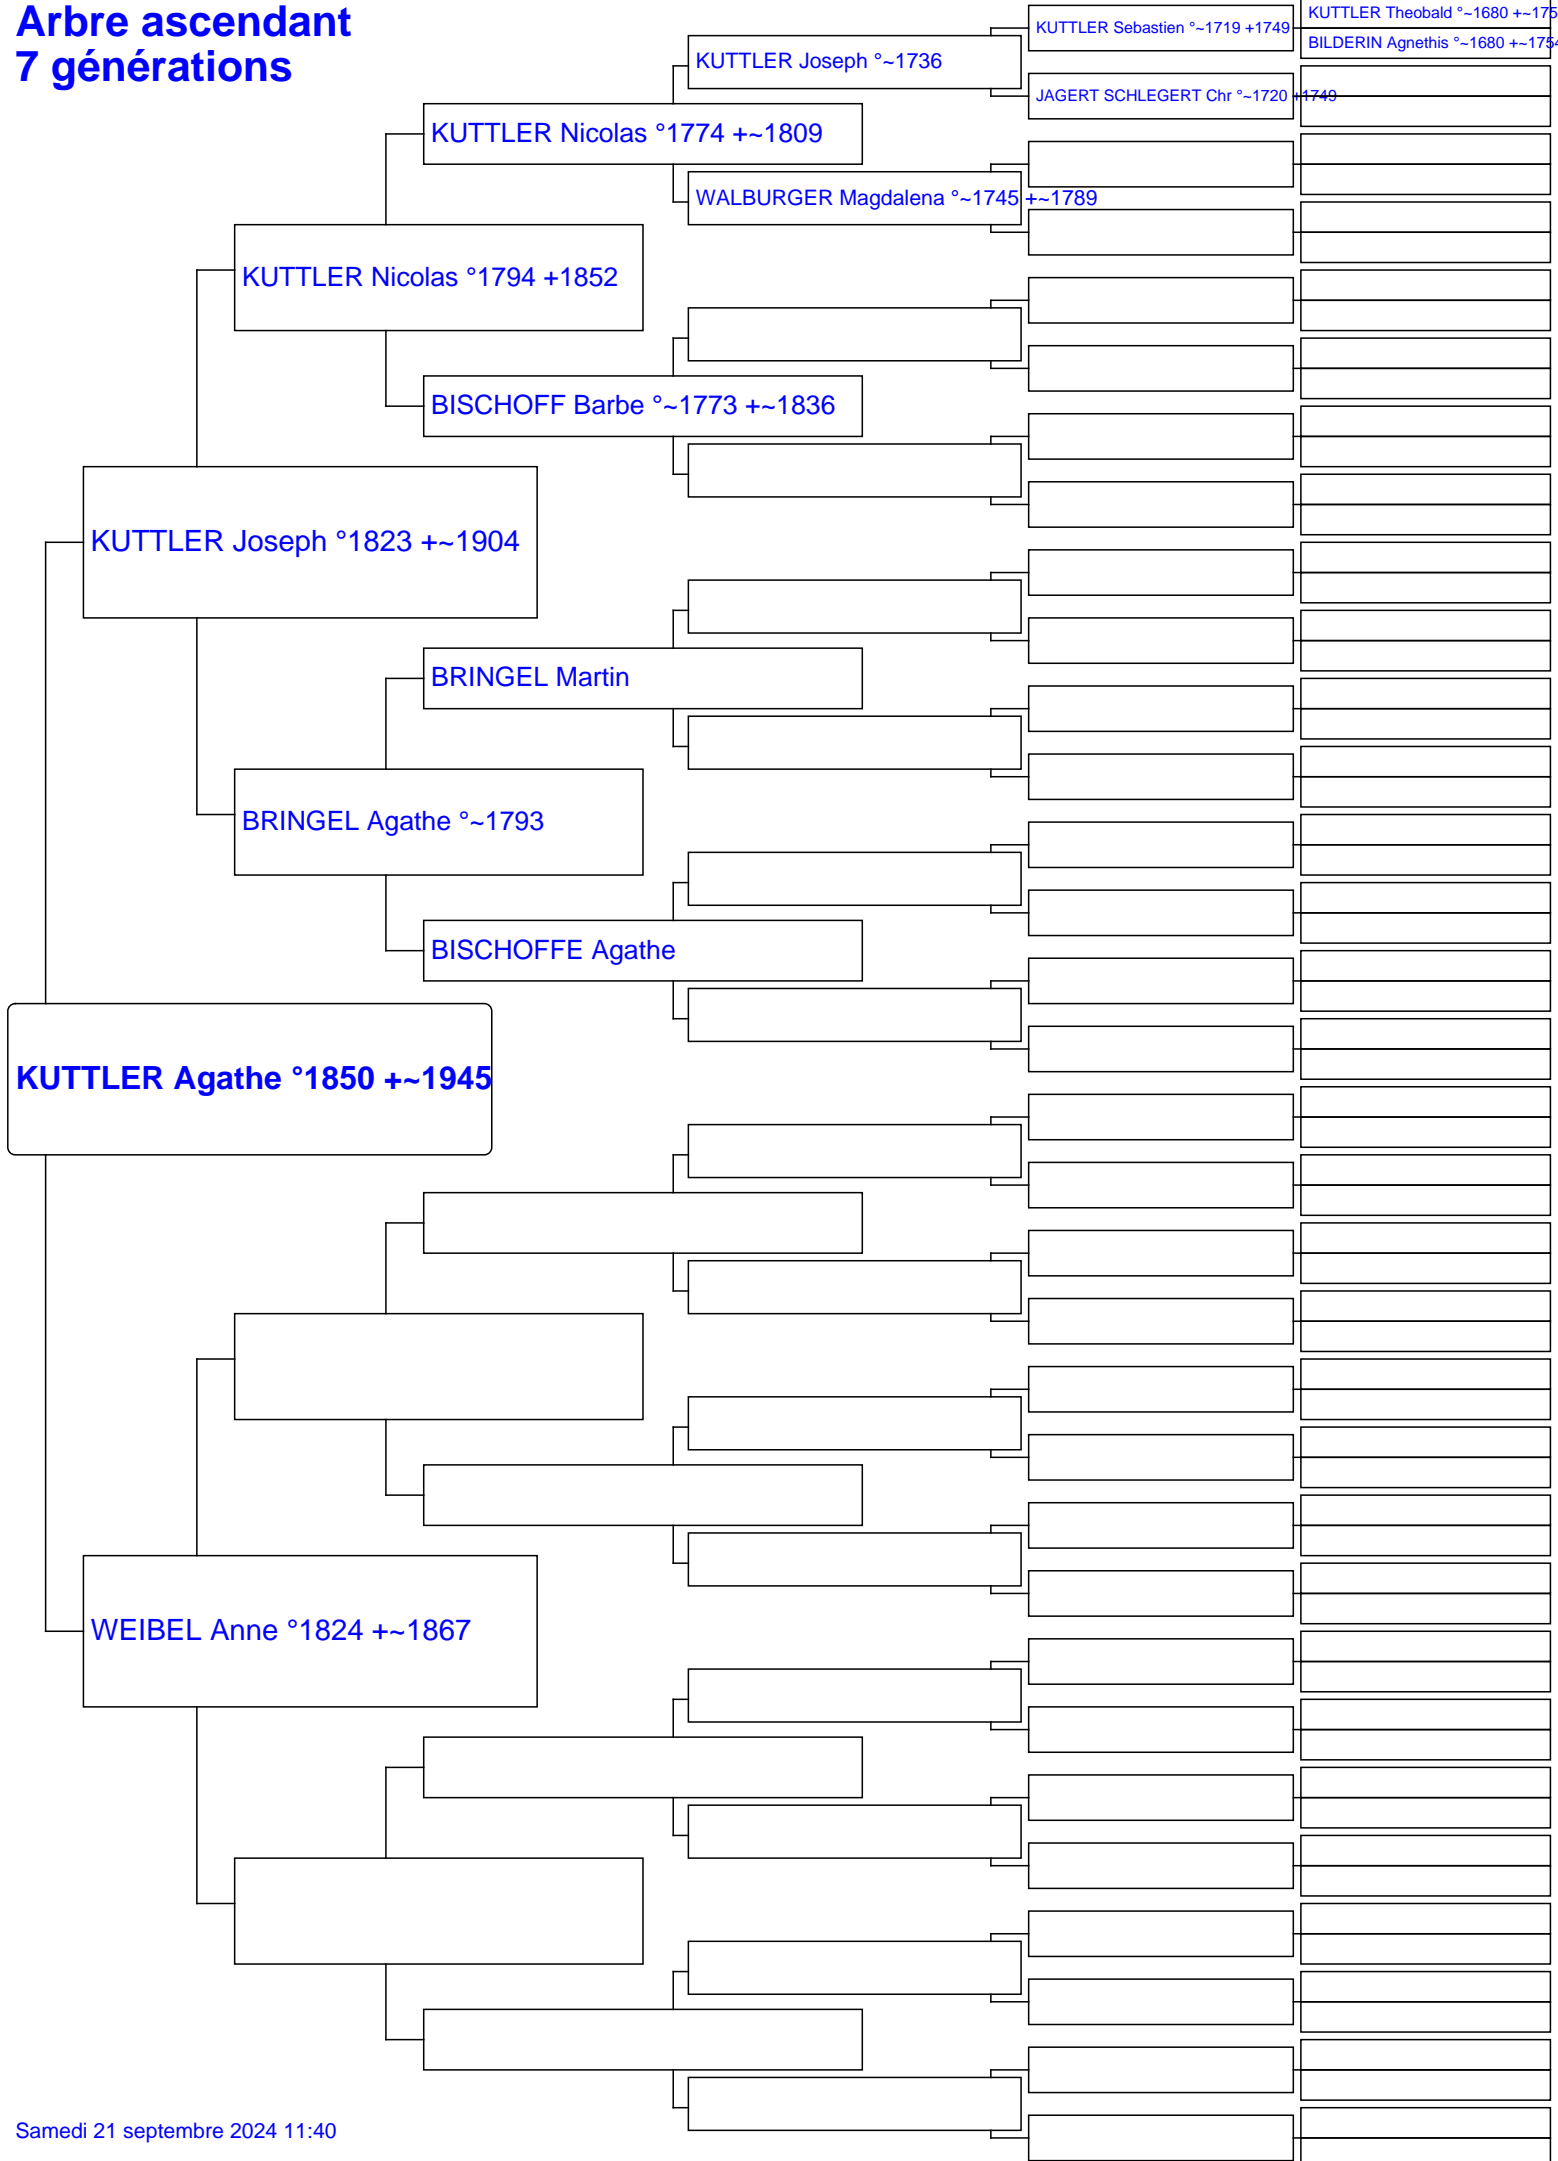 Arbre ascendant
7 générations
KUTTLER Theobald °~1680 +~175
KUTTLER Sebastien °~1719 +1749
BILDERIN Agnethis °~1680 +~1754
KUTTLER Joseph °~1736
JAGERT SCHLEGERT Chr °~1720 +1749
KUTTLER Nicolas °1774 +~1809
WALBURGER Magdalena °~1745 +~1789
KUTTLER Nicolas °1794 +1852
BISCHOFF Barbe °~1773 +~1836
KUTTLER Joseph °1823 +~1904
BRINGEL Martin
BRINGEL Agathe °~1793
BISCHOFFE Agathe
KUTTLER Agathe °1850 +~1945
WEIBEL Anne °1824 +~1867
Samedi 21 septembre 2024 11:40